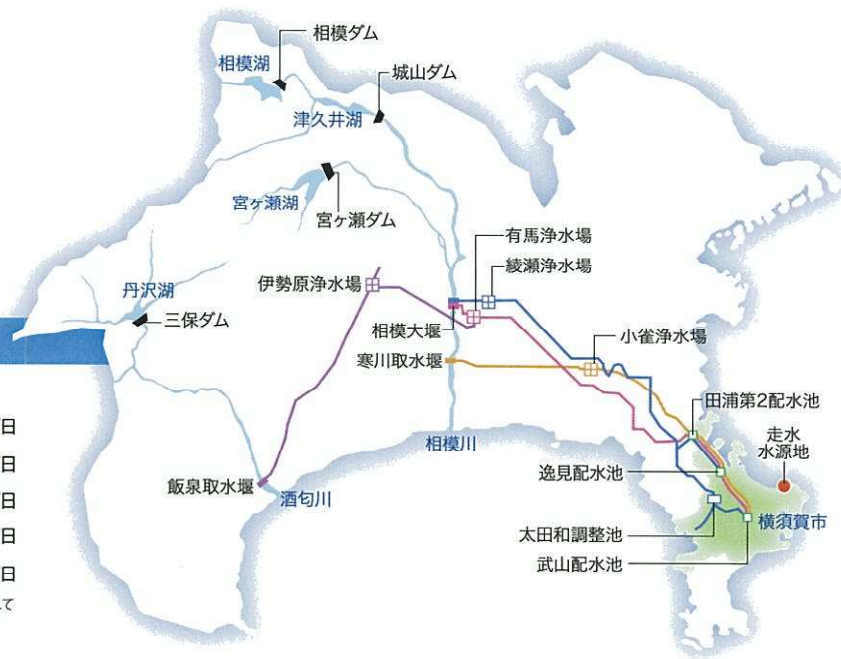 相模ダム
相模湖
城山ダム
津久井湖
宮ヶ瀬湖
宮ヶ瀬ダム
有馬浄水場
綾瀬浄水場
伊勢原浄水場
丹沢湖
三保ダム
相模大堰
小雀浄水場
寒川取水堰
田浦第2配水池
走水
水源地
相模川
逸見配水池
飯泉取水堰
酒匂川
太田和調整池
横須賀市
武山配水池
日
日
日
日
日
て